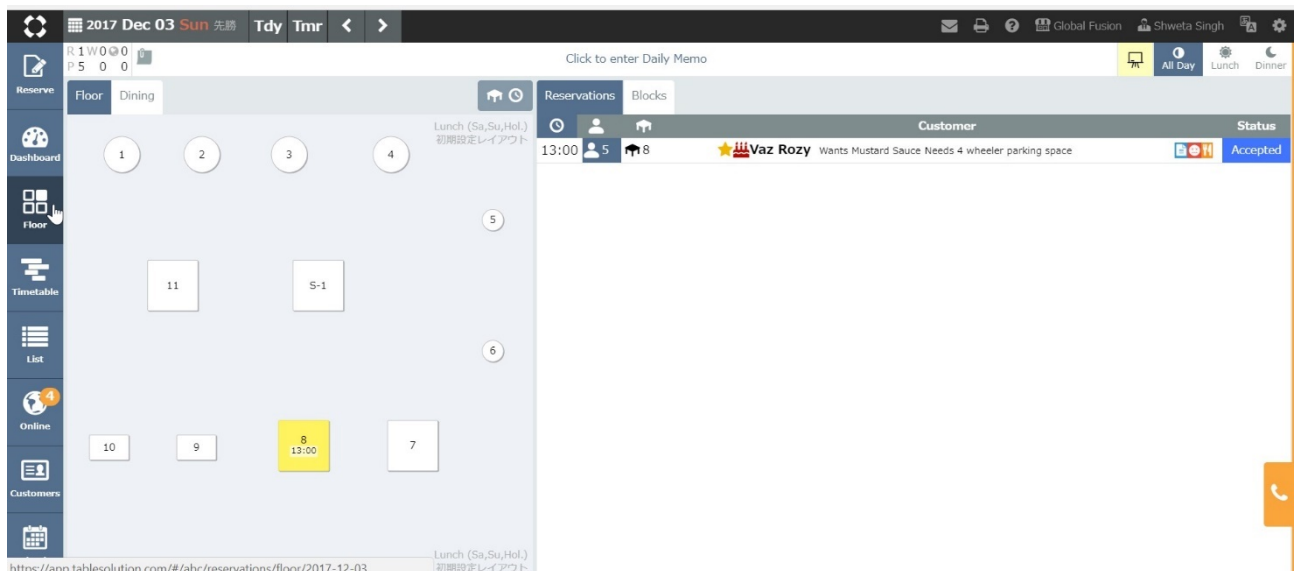 2017 Dec 03 Sun 先勝 Tdy Tmr
Global Fusion Shweta Singh
R 1 W 0 0
P 5 0 0
Click to enter Daily Memo
All Day Lunch Dinner
Reserve
Dashboard
Floor
Timetable
List
4
Online
Customers
Floor Dining
Lunch (Sa,Su,Hol.)
初期設定レイアウト
1 2 3 4
5
11 S-1
6
10 9 8 7
13:00
Lunch (Sa,Su,Hol.)
初期設定レイアウト
Reservations Blocks
Customer Status
13:00 5 8 Vaz Rozy Wants Mustard Sauce Needs 4 wheeler parking space Accepted
https://app.tablesolution.com/#/abc/reservations/floor/2017-12-03